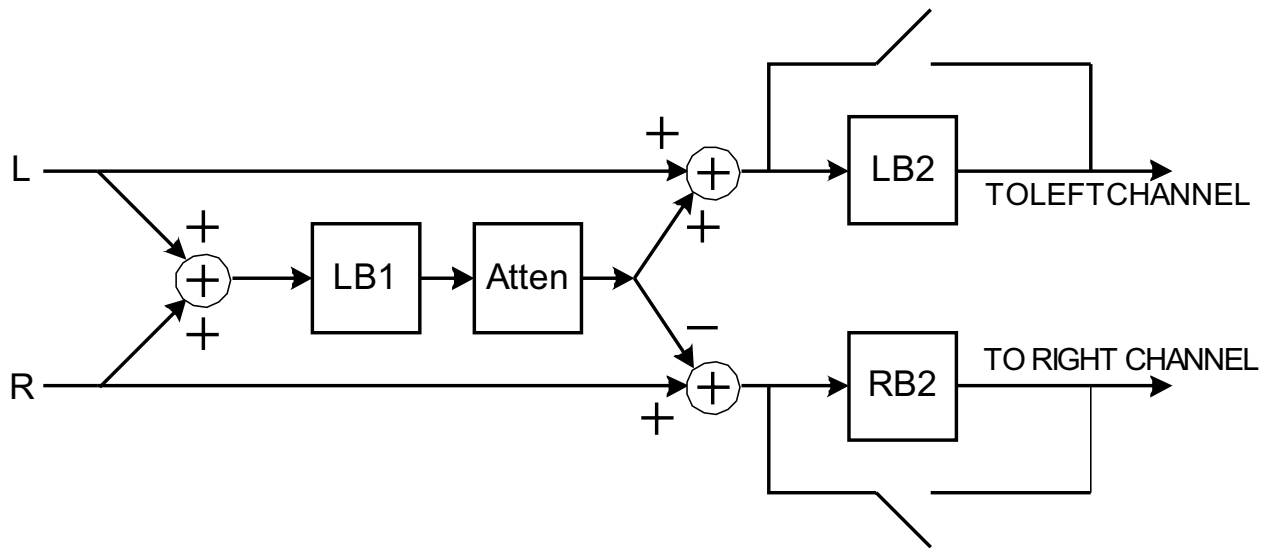 L
+
+
+
LB2
TOLEFTCHANNEL
+
+
LB1
Atten
+
−
TO RIGHT CHANNEL
R
+
+
RB2
+